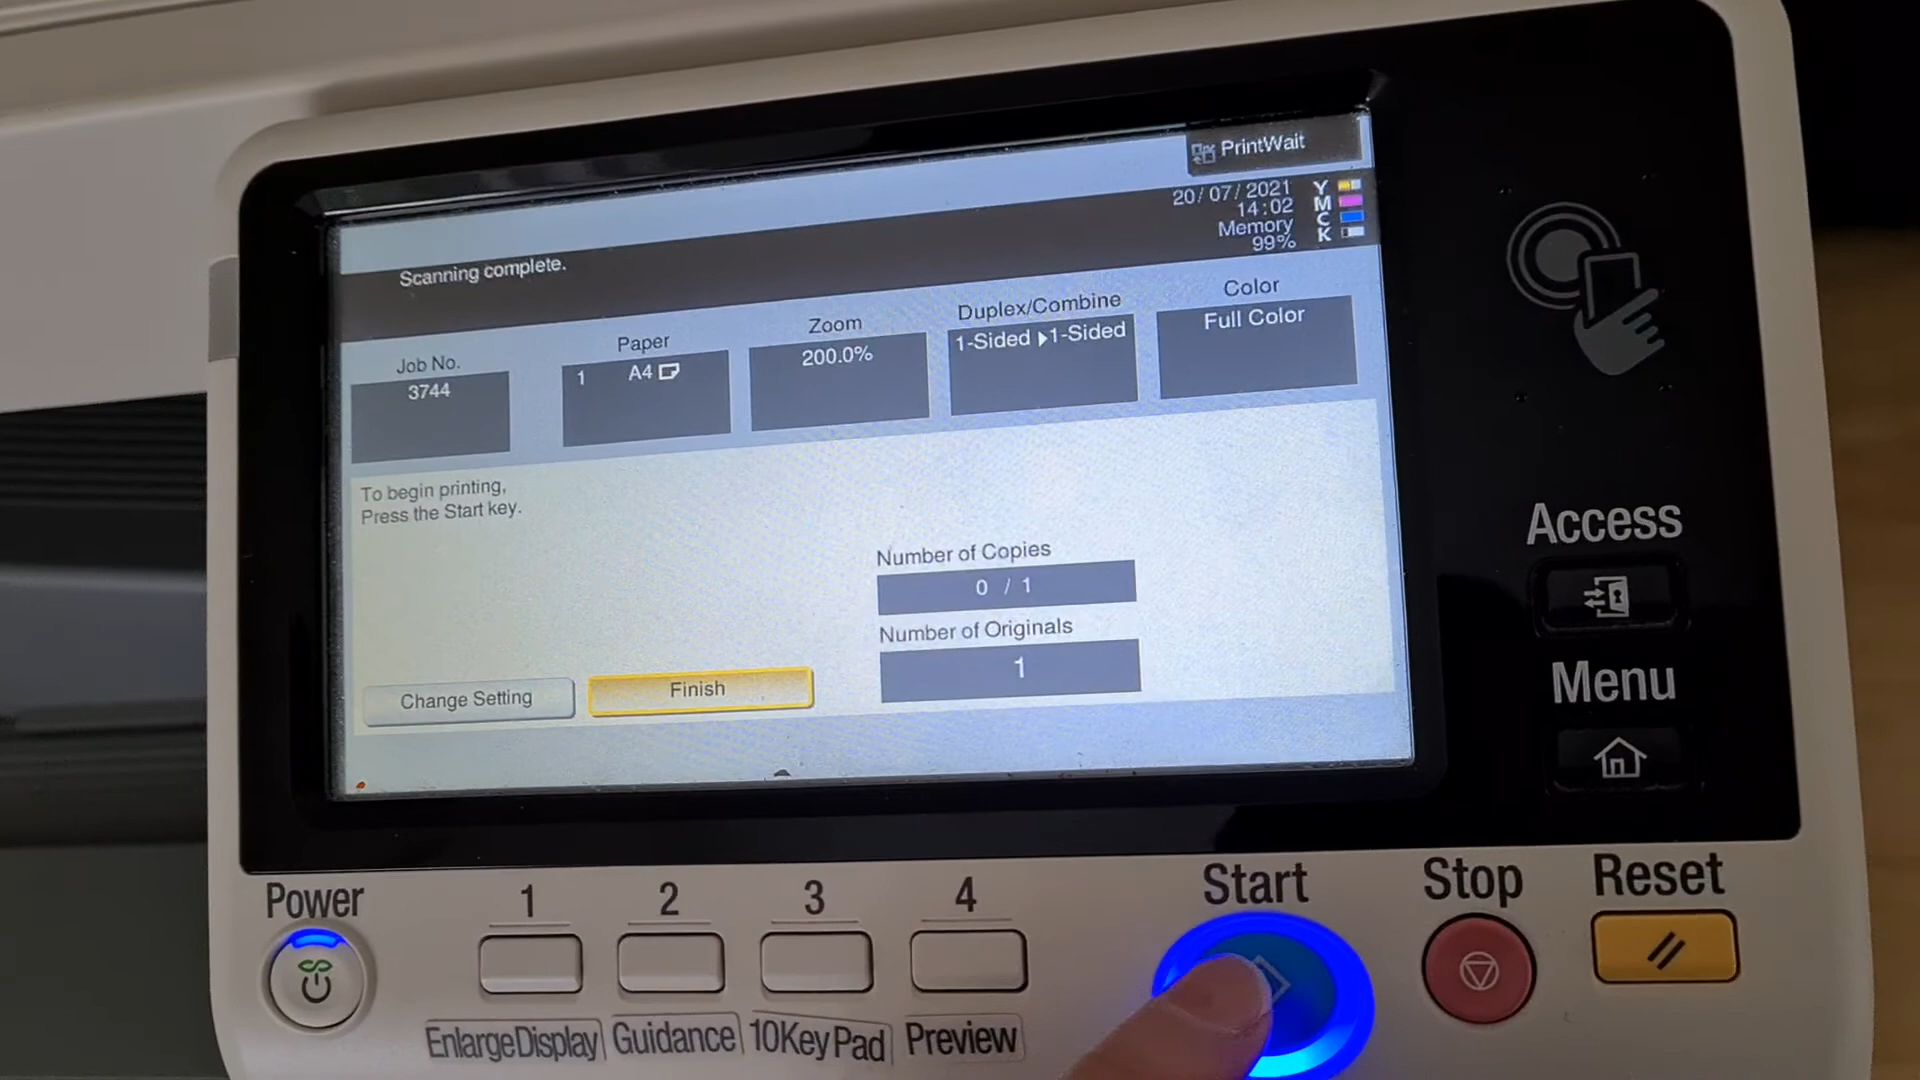 PrintWait
20/07/2021
14:02
Memory
99%
Y
M
C
K
Scanning complete.
Job No.
3744
Paper
1 A4
Zoom
200.0%
Duplex/Combine
1-Sided ▶1-Sided
Color
Full Color
To begin printing,
Press the Start key.
Number of Copies
0 / 1
Number of Originals
1
Change Setting
Finish
Access
Menu
Power
1
2
3
4
Start
Stop
Reset
EnlargeDisplay
Guidance
10KeyPad
Preview